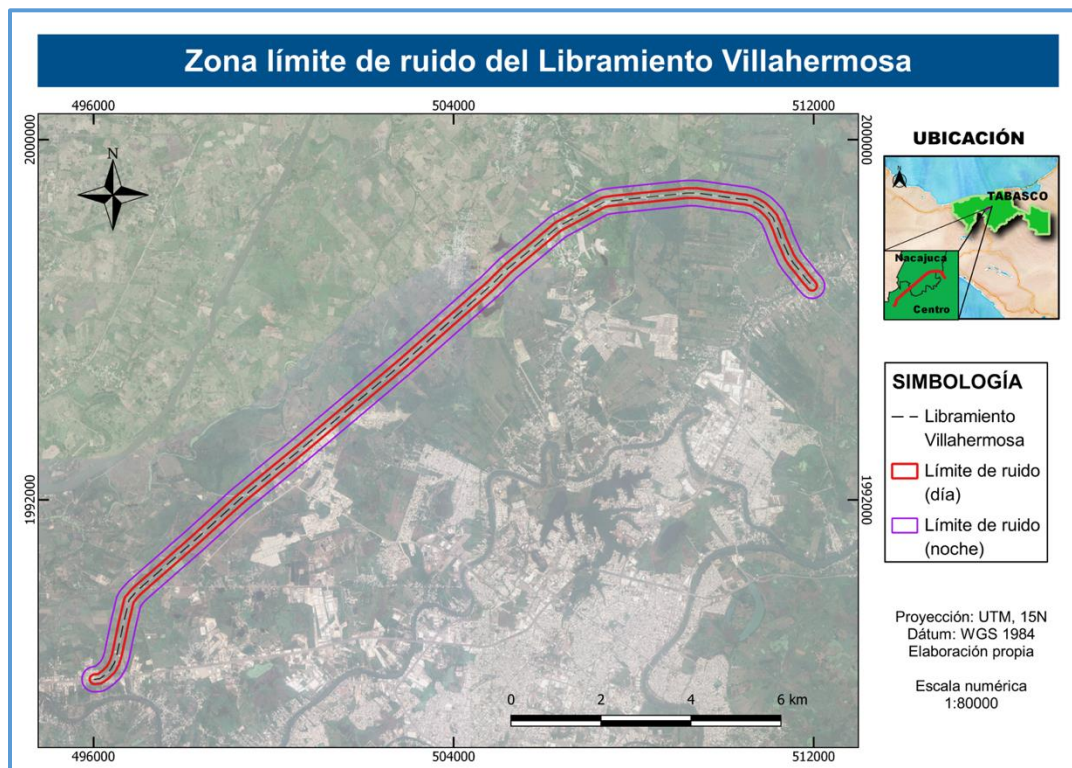 Zona límite de ruido del Libramiento Villahermosa
496000
504000
512000
2000000
2000000
N
1992000
1992000
0
2
4
6 km
496000
504000
512000
UBICACIÓN
TABASCO
Nacajuca
Centro
SIMBOLOGÍA
Libramiento
Villahermosa
Límite de ruido
(día)
Límite de ruido
(noche)
Proyección: UTM, 15N
Dátum: WGS 1984
Elaboración propia
Escala numérica
1:80000